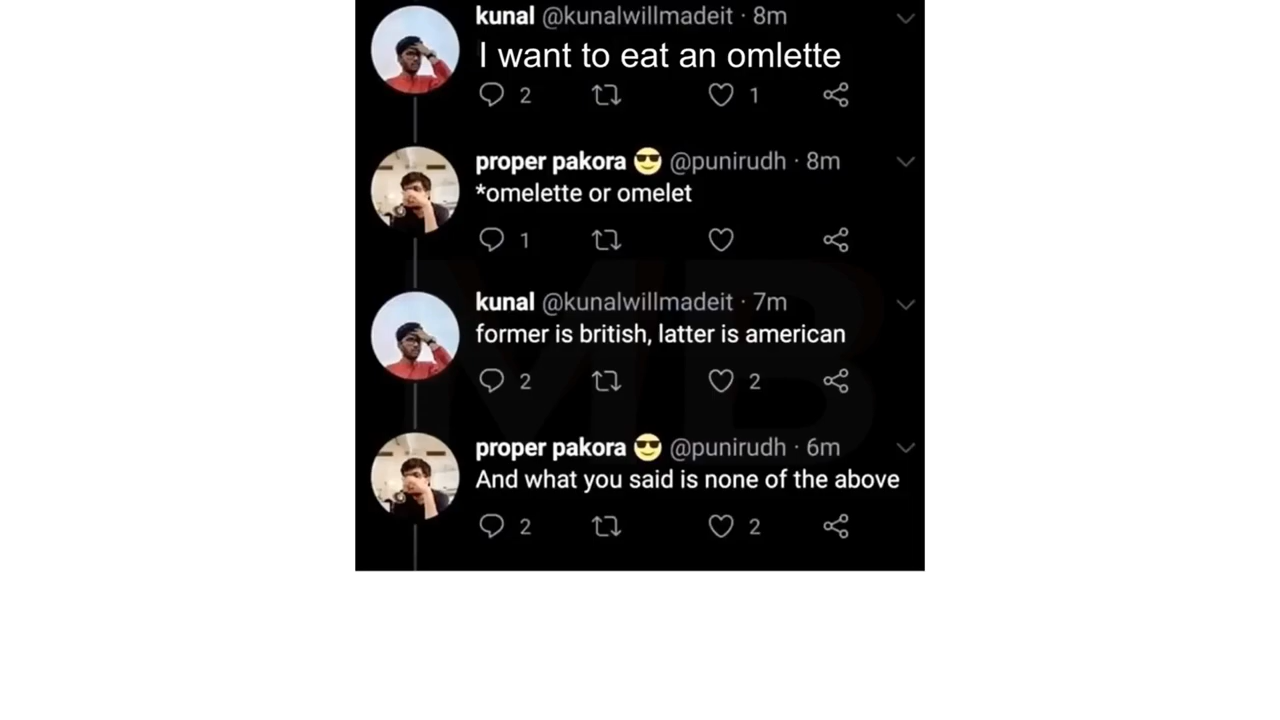 kunal @kunalwillmadeit · 8m
I want to eat an omlette
2 1
proper pakora 😎 @punirudh · 8m
*omelette or omelet
1
kunal @kunalwillmadeit · 7m
former is british, latter is american
2 2
proper pakora 😎 @punirudh · 6m
And what you said is none of the above
2 2
MB